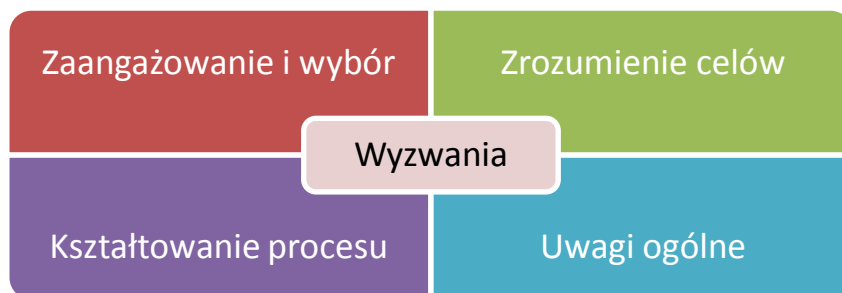 Zaangażowanie i wybór
Zrozumienie celów
Wyzwania
Kształtowanie procesu
Uwagi ogólne